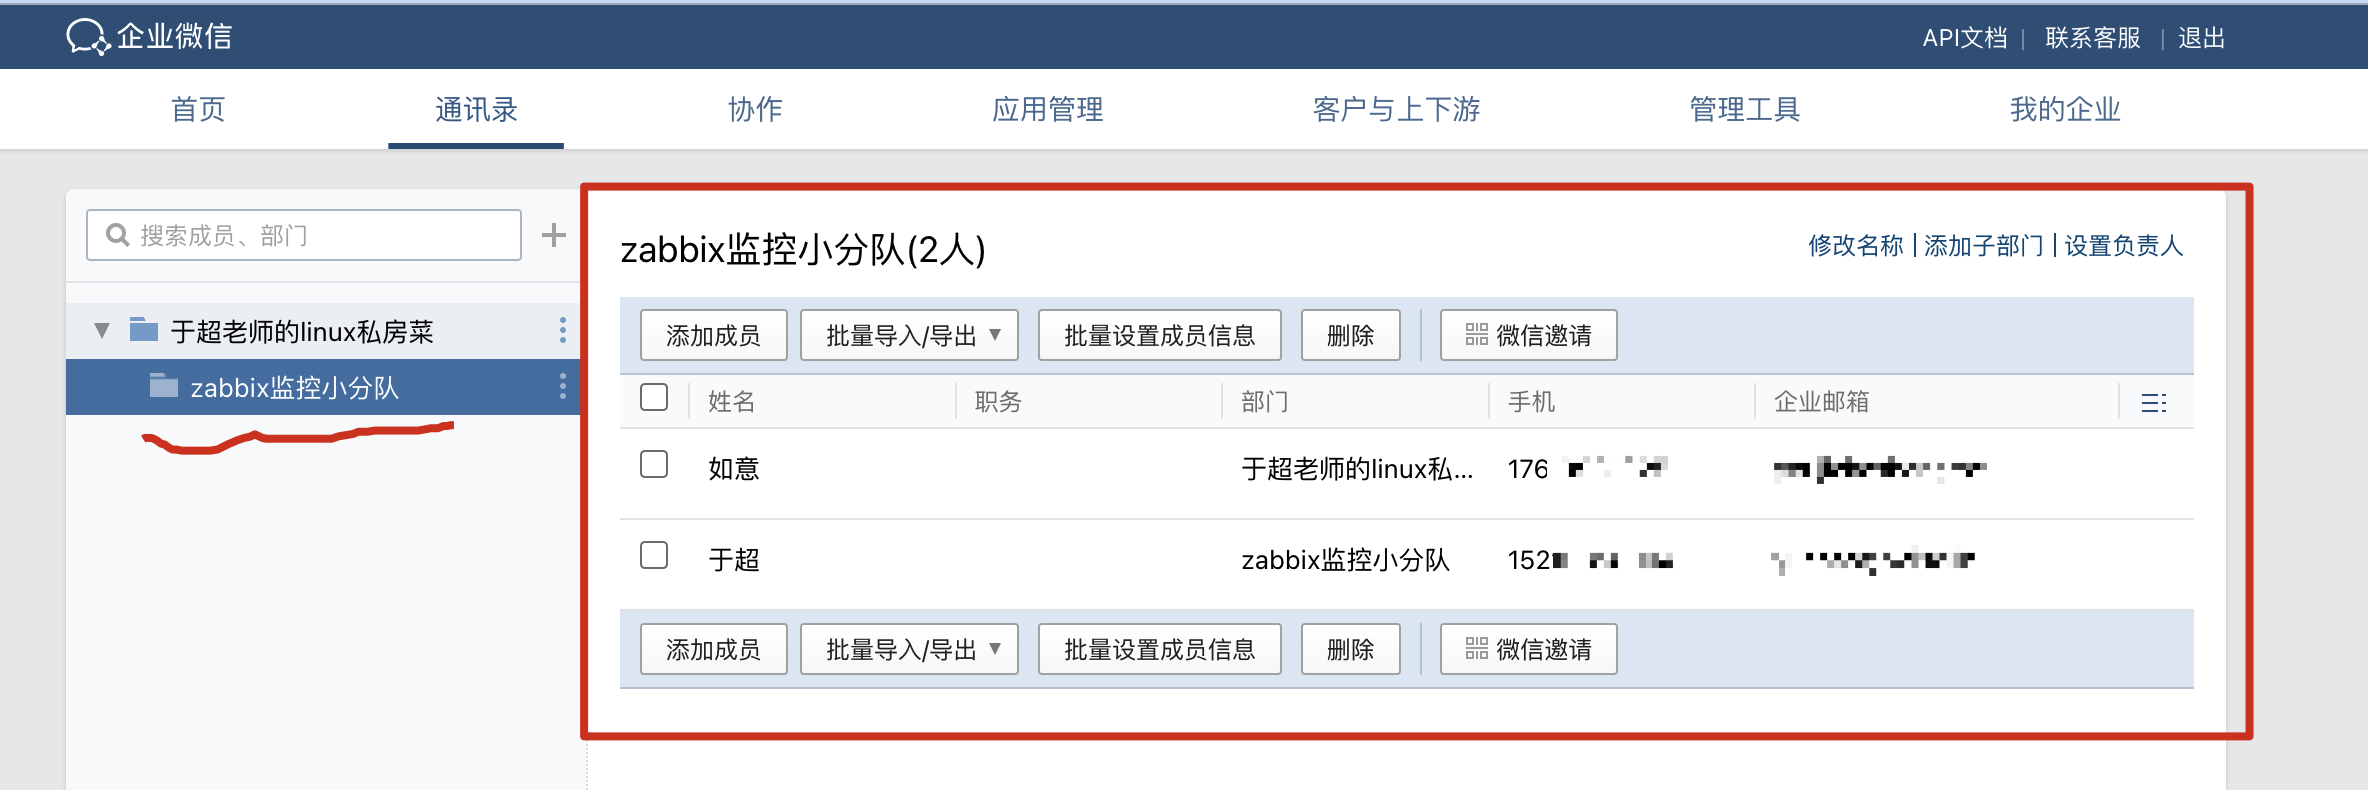 企业微信
API文档 | 联系客服 | 退出
首页 通讯录 协作 应用管理 客户与上下游 管理工具 我的企业
搜索成员、部门
于超老师的linux私房菜
zabbix监控小分队
zabbix监控小分队(2人)
修改名称 | 添加子部门 | 设置负责人
添加成员 批量导入/导出 批量设置成员信息 删除 微信邀请
姓名 职务 部门 手机 企业邮箱
如意 于超老师的linux私... 176
于超 zabbix监控小分队 152
添加成员 批量导入/导出 批量设置成员信息 删除 微信邀请